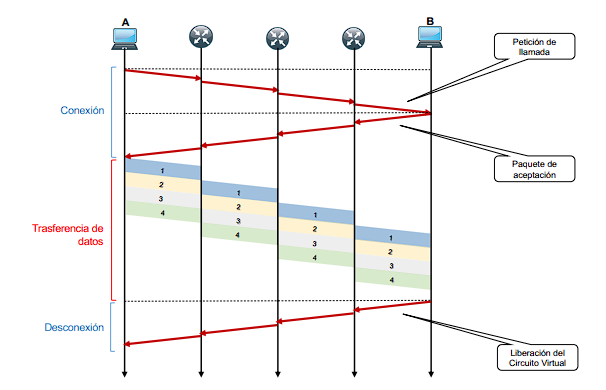 A
B
Petición de
llamada
Conexión
Paquete de
aceptación
1
2
3
4
1
2
3
4
1
2
3
4
1
2
3
4
Trasferencia de
datos
Desconexión
Liberación del
Circuito Virtual